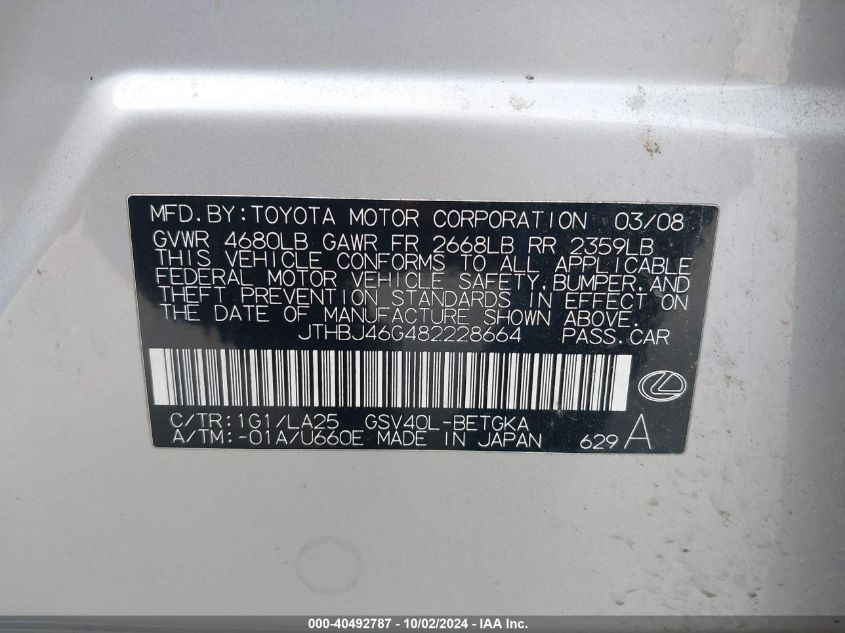 MFD.BY:TOYOTA MOTOR CORPORATION 03/08
GVWR 4680LB GAWR FR 2668LB RR 2359LB
THIS VEHICLE CONFORMS TO ALL APPLICABLE
FEDERAL MOTOR VEHICLE SAFETY,BUMPER,AND
THEFT PREVENTION STANDARDS IN EFFECT ON
THE DATE OF MANUFACTURE SHOWN ABOVE.
JTHBJ46G482228664 PASS.CAR
C/TR:1G1/LA25 GSV40L-BETGKA
A/TM:-01A/U660E MADE IN JAPAN 629 A
000-40492787 - 10/02/2024 - IAA Inc.